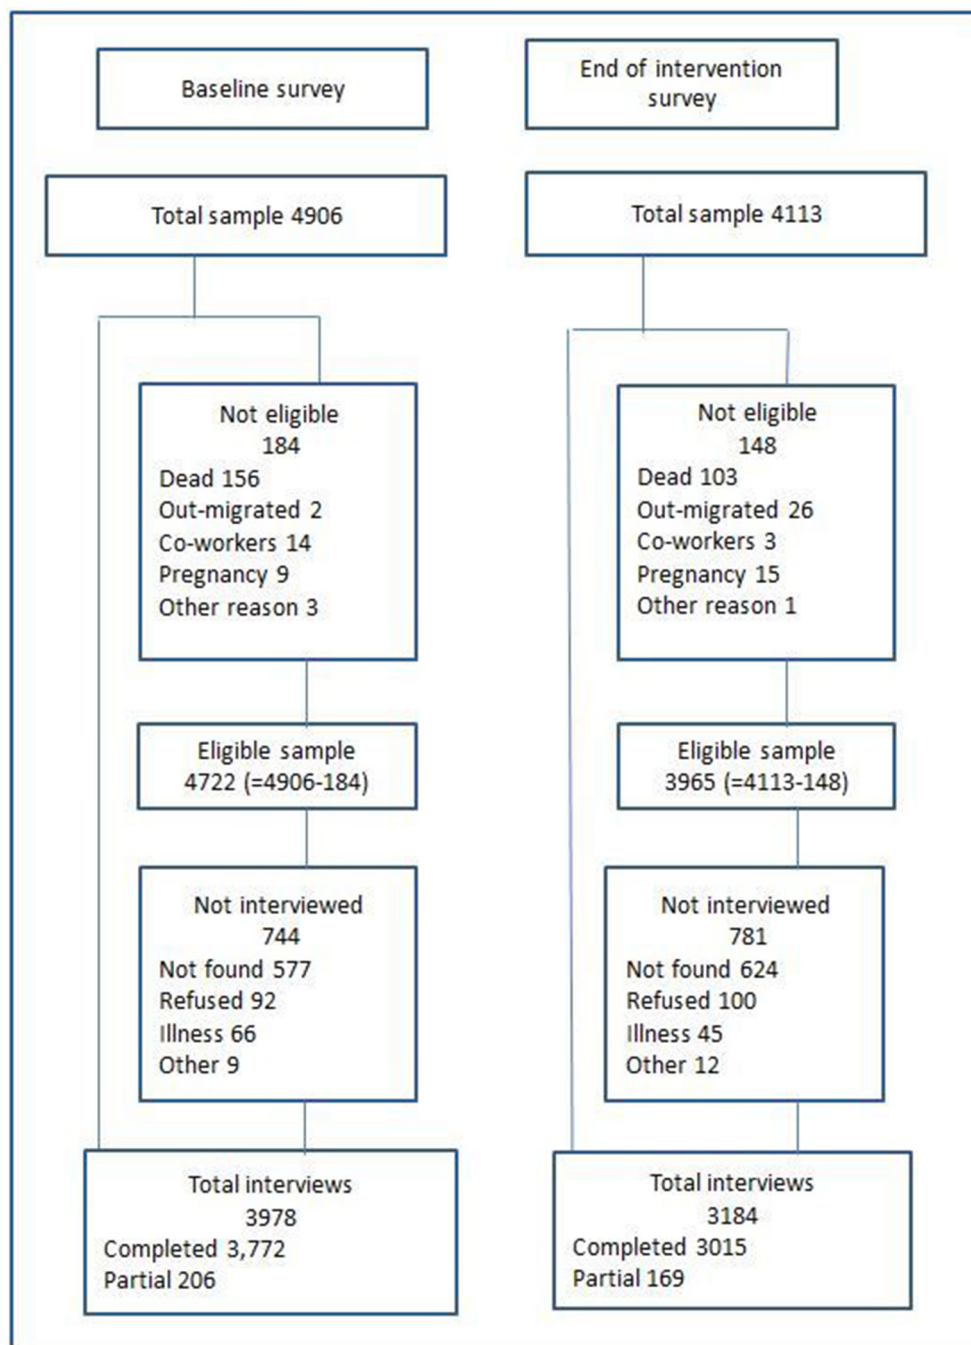 Baseline survey
End of intervention
survey
Total sample 4906
Total sample 4113
Not eligible
184
Dead 156
Out-migrated 2
Co-workers 14
Pregnancy 9
Other reason 3
Not eligible
148
Dead 103
Out-migrated 26
Co-workers 3
Pregnancy 15
Other reason 1
Eligible sample
4722 (=4906-184)
Eligible sample
3965 (=4113-148)
Not interviewed
744
Not found 577
Refused 92
Illness 66
Other 9
Not interviewed
781
Not found 624
Refused 100
Illness 45
Other 12
Total interviews
3978
Completed 3,772
Partial 206
Total interviews
3184
Completed 3015
Partial 169